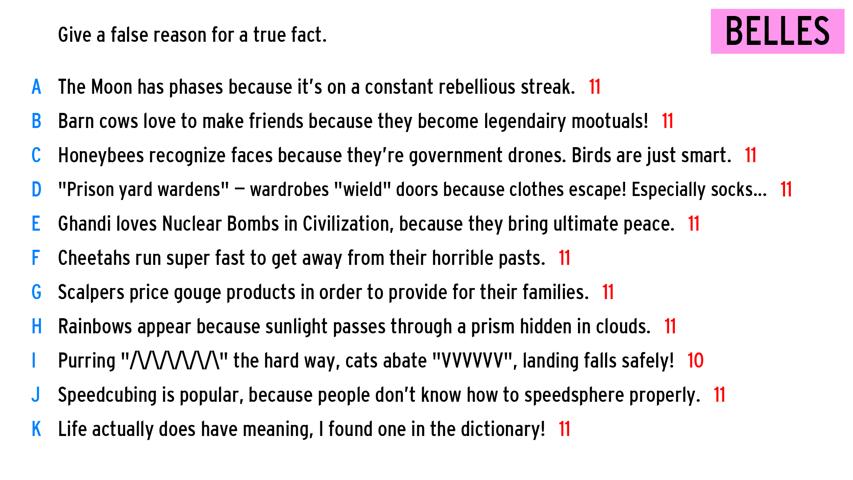 Give a false reason for a true fact.
BELLES
A The Moon has phases because it's on a constant rebellious streak. 11
B Barn cows love to make friends because they become legendairy mootuals! 11
C Honeybees recognize faces because they're government drones. Birds are just smart. 11
D "Prison yard wardens" – wardrobes "wield" doors because clothes escape! Especially socks... 11
E Ghandi loves Nuclear Bombs in Civilization, because they bring ultimate peace. 11
F Cheetahs run super fast to get away from their horrible pasts. 11
G Scalpers price gouge products in order to provide for their families. 11
H Rainbows appear because sunlight passes through a prism hidden in clouds. 11
I Purring "/\/\/\/\/\/\/\" the hard way, cats abate "VVVVVV", landing falls safely! 10
J Speedcubing is popular, because people don't know how to speedsphere properly. 11
K Life actually does have meaning, I found one in the dictionary! 11